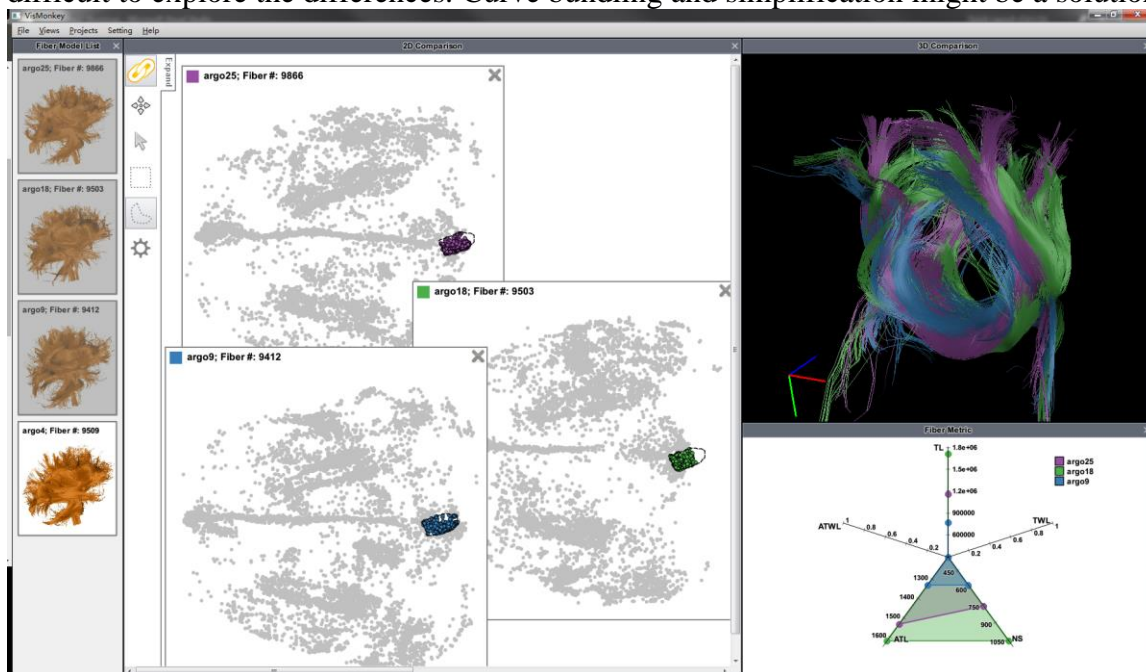 difficult to explore the differences. Curve bundling and simplification might be a solution
VisMonkey
File Views Projects Setting Help
Fiber Model List
2D Comparison
3D Comparison
argo25; Fiber #: 9866
argo18; Fiber #: 9503
argo9; Fiber #: 9412
argo4; Fiber #: 9509
Expand
argo25; Fiber #: 9866
argo18; Fiber #: 9503
argo9; Fiber #: 9412
Fiber Metric
TL
1.8e+06
1.5e+06
1.2e+06
900000
600000
argo25
argo18
argo9
ATWL
1
0.8
0.6
0.4
0.2
TWL
0.2
0.4
0.6
0.8
1
1300
1400
1500
1600
ATL
450
600
750
900
1050
NS